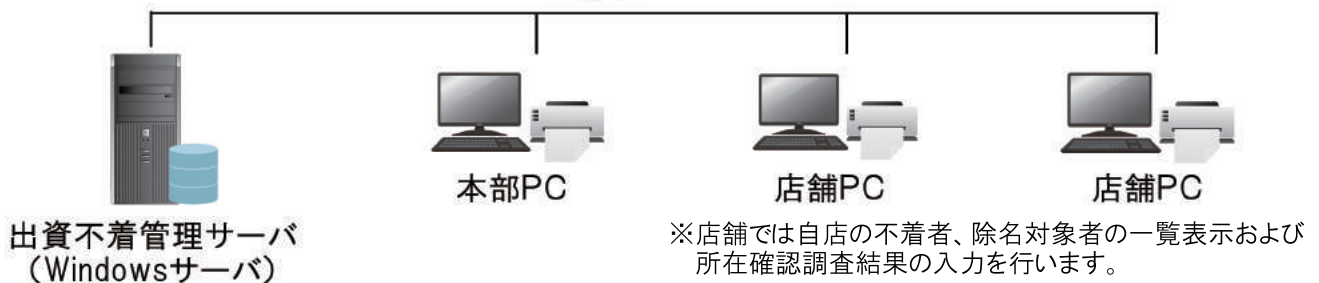 本部PC
店舗PC
店舗PC
出資不着管理サーバ
(Windowsサーバ)
※店舗では自店の不着者、除名対象者の一覧表示および
所在確認調査結果の入力を行います。